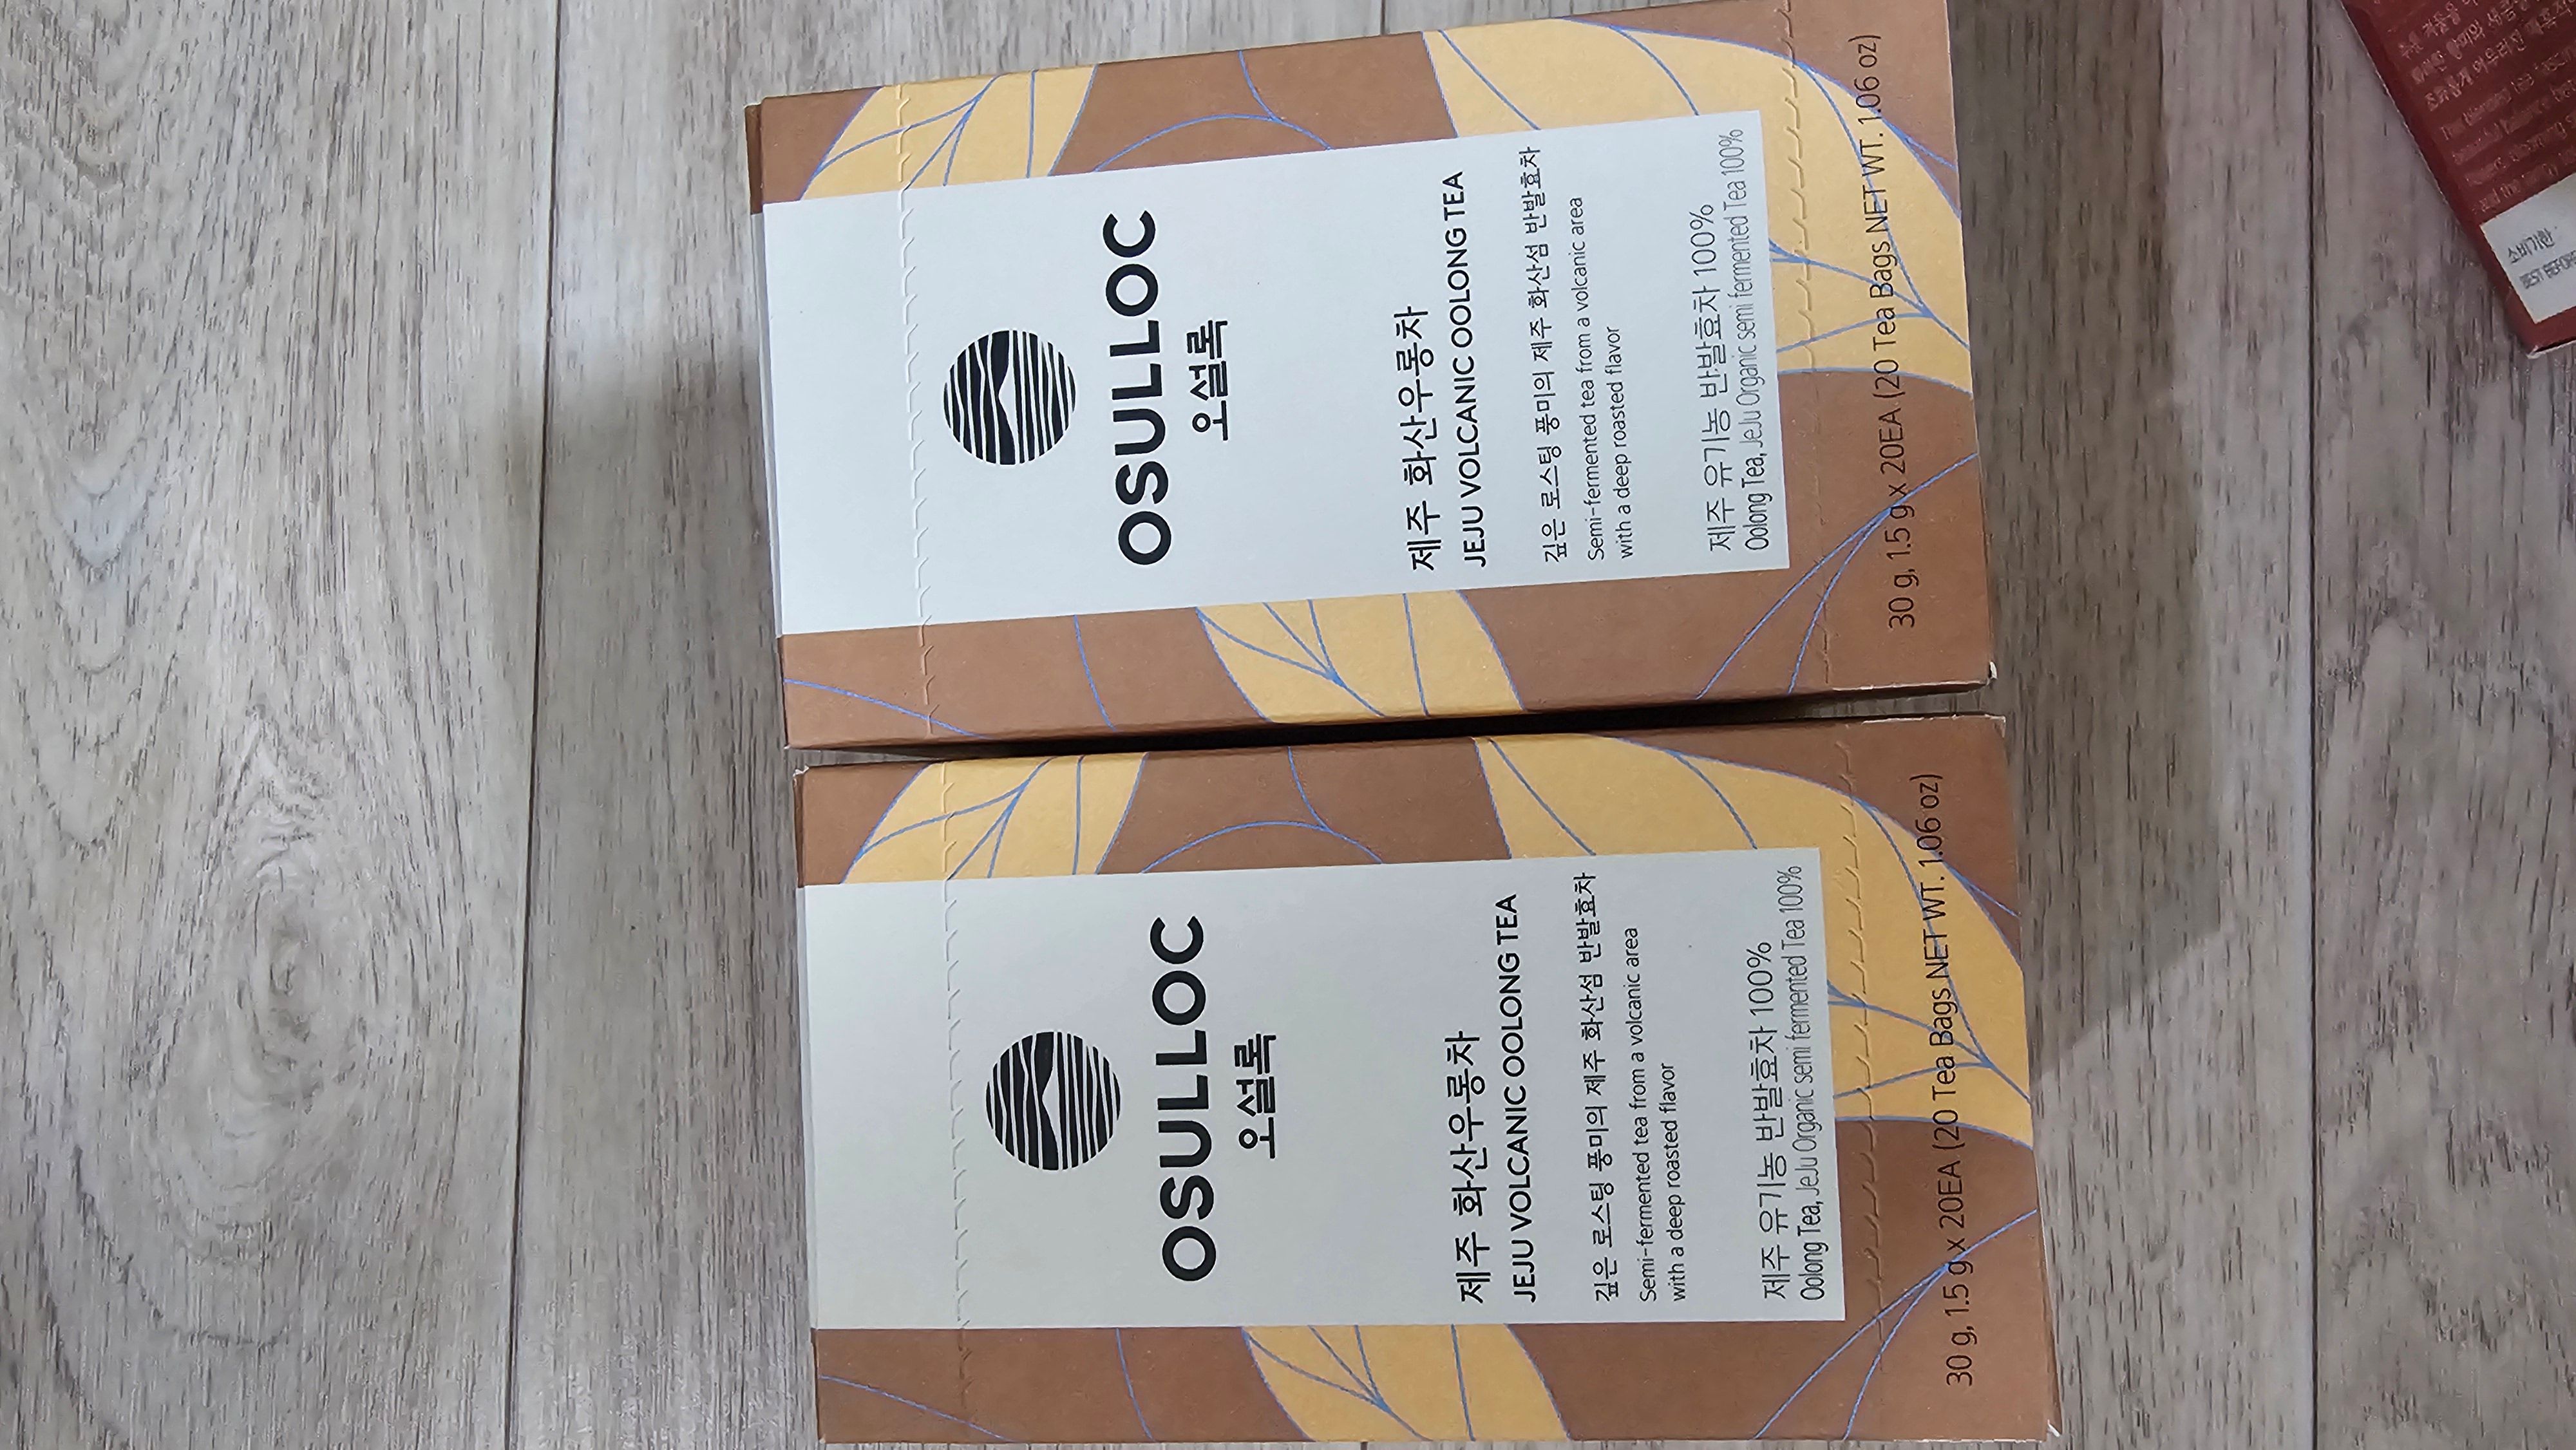 OSULLOC
오설록
제주 화산우롱차
JEJU VOLCANIC OOLONG TEA
깊은 로스팅 풍미의 제주 화산섬 반발효차
Semi-fermented tea from a volcanic area
with a deep roasted flavor
제주 유기농 반발효차 100%
Oolong Tea, JeJu Organic semi fermented Tea 100%
30 g, 1.5 g x 20EA (20 Tea Bags NET WT. 1.06 oz)
OSULLOC
오설록
제주 화산우롱차
JEJU VOLCANIC OOLONG TEA
깊은 로스팅 풍미의 제주 화산섬 반발효차
Semi-fermented tea from a volcanic area
with a deep roasted flavor
제주 유기농 반발효차 100%
Oolong Tea, JeJu Organic semi fermented Tea 100%
30 g, 1.5 g x 20EA (20 Tea Bags NET WT. 1.06 oz)